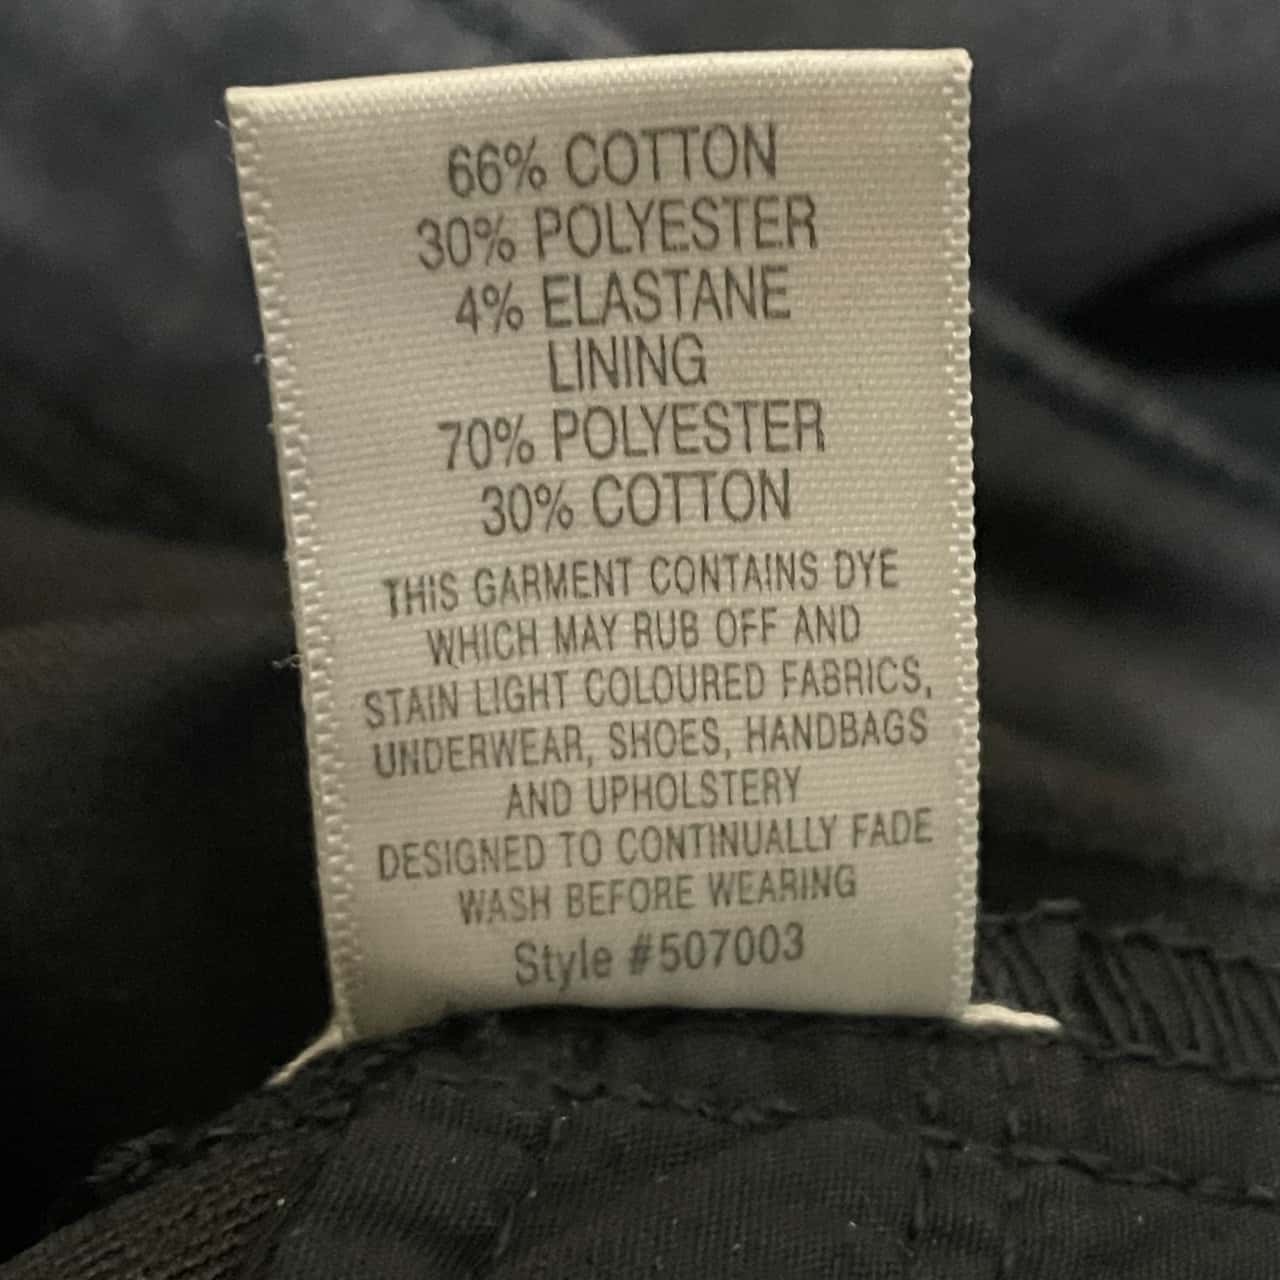 66% COTTON
30% POLYESTER
4% ELASTANE
LINING
70% POLYESTER
30% COTTON
THIS GARMENT CONTAINS DYE
WHICH MAY RUB OFF AND
STAIN LIGHT COLOURED FABRICS,
UNDERWEAR, SHOES, HANDBAGS
AND UPHOLSTERY
DESIGNED TO CONTINUALLY FADE
WASH BEFORE WEARING
Style #507003